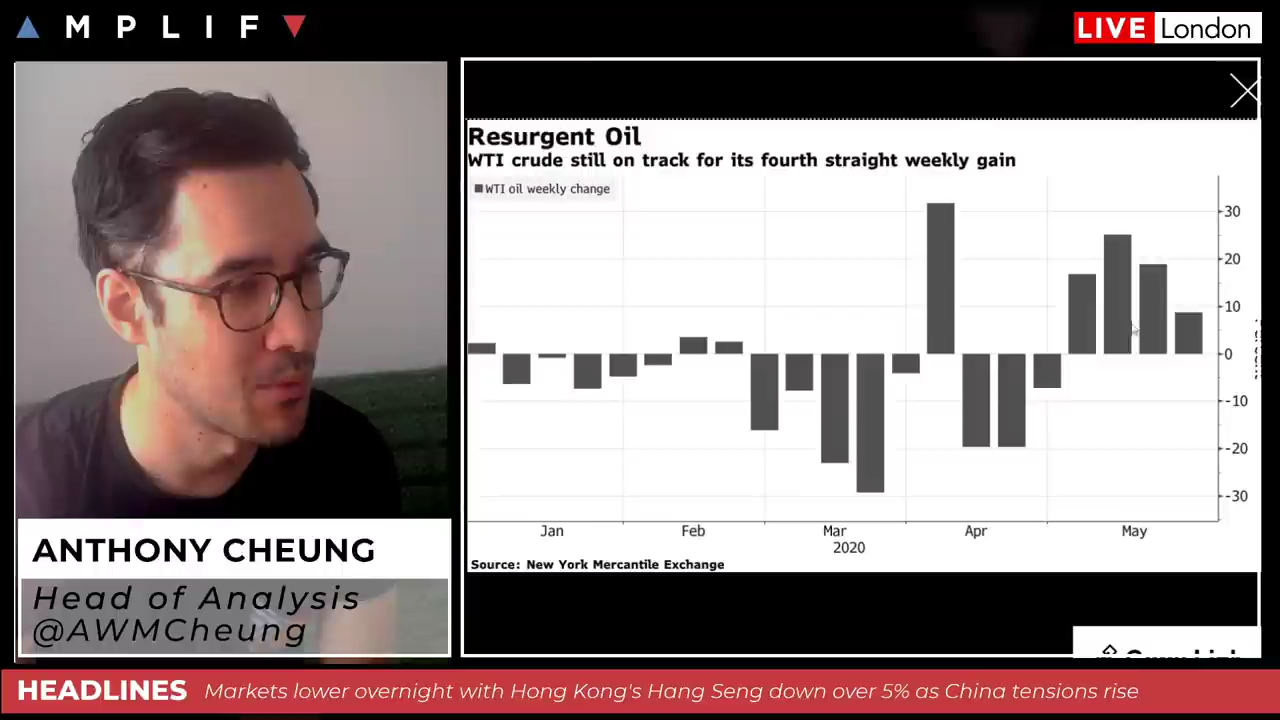 MPLIF
LIVE London
Resurgent Oil
WTI crude still on track for its fourth straight weekly gain
WTI oil weekly change
30
20
10
0
-10
-20
-30
Jan Feb Mar Apr May
2020
Source: New York Mercantile Exchange
ANTHONY CHEUNG
Head of Analysis
@AWMCheung
HEADLINES Markets lower overnight with Hong Kong's Hang Seng down over 5% as China tensions rise